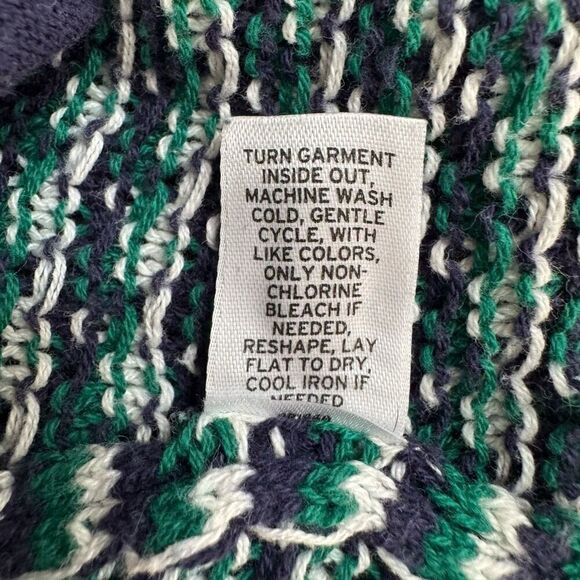 TURN GARMENT
INSIDE OUT,
MACHINE WASH
COLD, GENTLE
CYCLE, WITH
LIKE COLORS,
ONLY NON-
CHLORINE
BLEACH IF
NEEDED,
RESHAPE, LAY
FLAT TO DRY,
COOL IRON IF
NEEDED